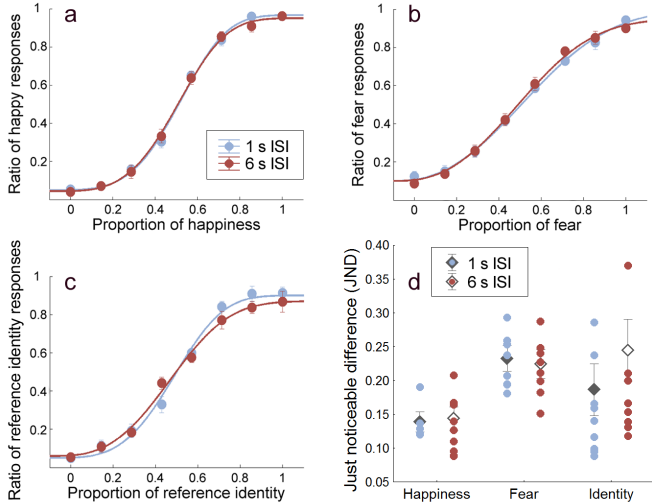 a
Ratio of happy responses
1
0.8
0.6
0.4
0.2
1 s ISI
6 s ISI
0
0.2
0.4
0.6
0.8
1
Proportion of happiness
b
Ratio of fear responses
1
0.8
0.6
0.4
0.2
0
0.2
0.4
0.6
0.8
1
Proportion of fear
c
Ratio of reference identity responses
1
0.8
0.6
0.4
0.2
0
0.2
0.4
0.6
0.8
1
Proportion of reference identity
d
Just noticeable difference (JND)
0.40
0.35
0.30
0.25
0.20
0.15
0.10
0.05
1 s ISI
6 s ISI
Happiness
Fear
Identity